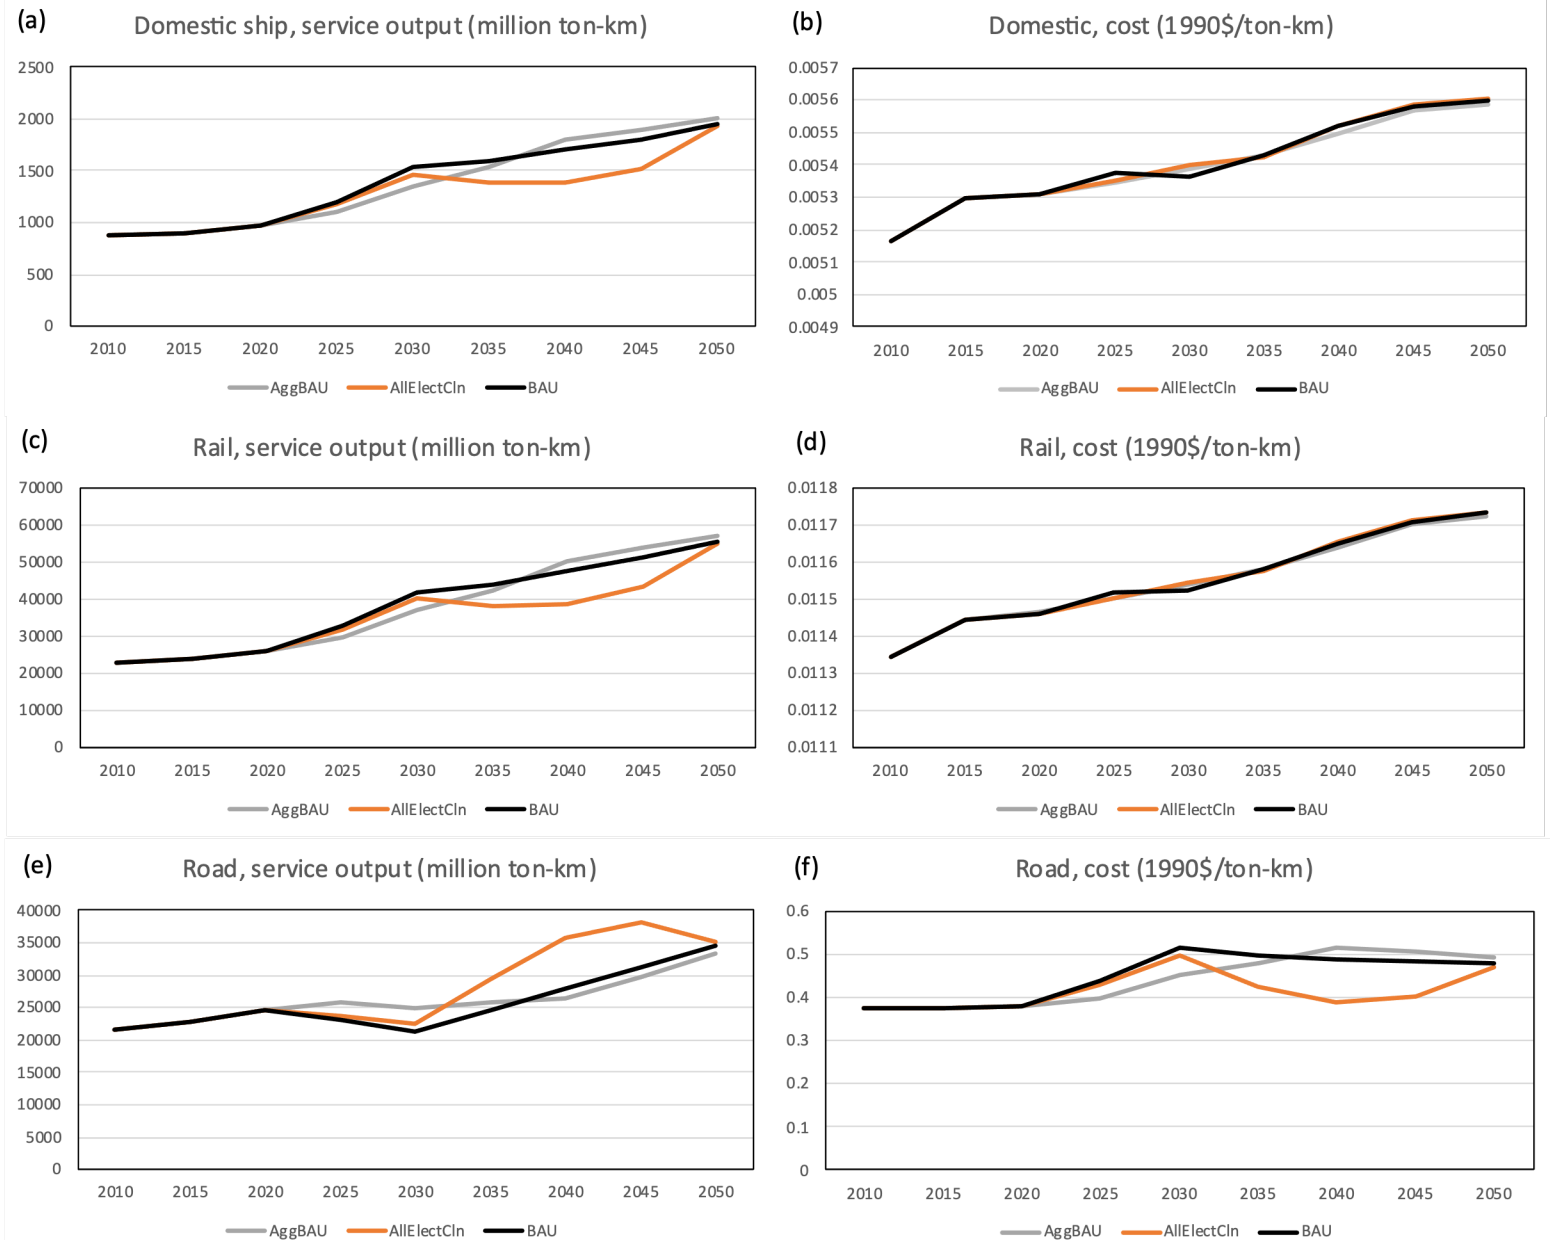 (a) Domestic ship, service output (million ton-km)
2500
2000
1500
1000
500
0
2010 2015 2020 2025 2030 2035 2040 2045 2050
AggBAU AllElectCln BAU
(b) Domestic, cost (1990$/ton-km)
0.0057
0.0056
0.0055
0.0054
0.0053
0.0052
0.0051
0.005
0.0049
2010 2015 2020 2025 2030 2035 2040 2045 2050
AggBAU AllElectCln BAU
(c) Rail, service output (million ton-km)
70000
60000
50000
40000
30000
20000
10000
0
2010 2015 2020 2025 2030 2035 2040 2045 2050
AggBAU AllElectCln BAU
(d) Rail, cost (1990$/ton-km)
0.0118
0.0117
0.0116
0.0115
0.0114
0.0113
0.0112
0.0111
2010 2015 2020 2025 2030 2035 2040 2045 2050
AggBAU AllElectCln BAU
(e) Road, service output (million ton-km)
40000
35000
30000
25000
20000
15000
10000
5000
0
2010 2015 2020 2025 2030 2035 2040 2045 2050
AggBAU AllElectCln BAU
(f) Road, cost (1990$/ton-km)
0.6
0.5
0.4
0.3
0.2
0.1
0
2010 2015 2020 2025 2030 2035 2040 2045 2050
AggBAU AllElectCln BAU